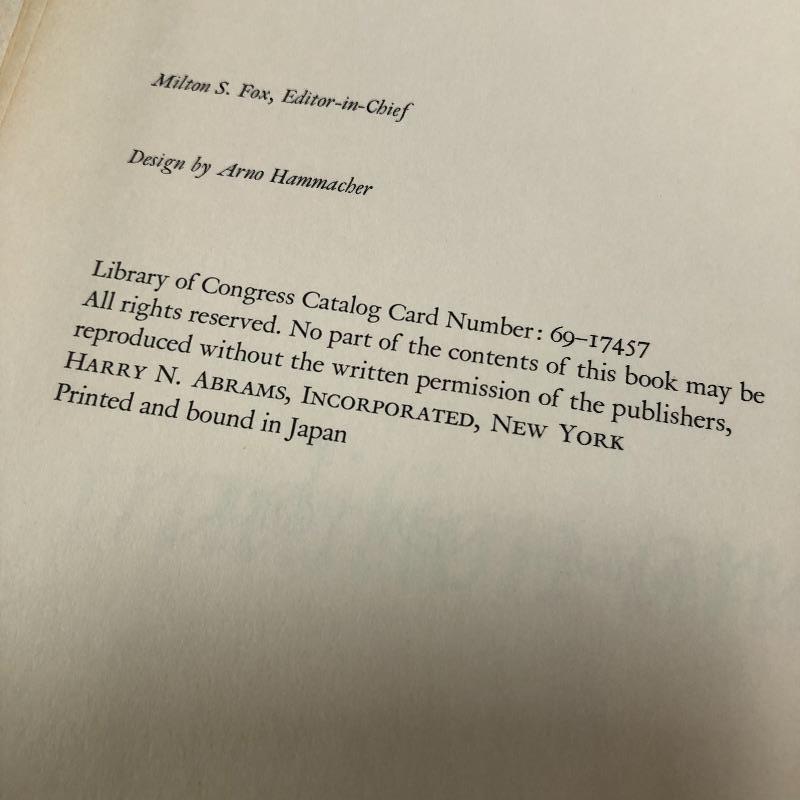 Milton S. Fox, Editor-in-Chief
Design by Arno Hammacher
Library of Congress Catalog Card Number: 69–17457
All rights reserved. No part of the contents of this book may be
reproduced without the written permission of the publishers,
HARRY N. ABRAMS, INCORPORATED, NEW YORK
Printed and bound in Japan